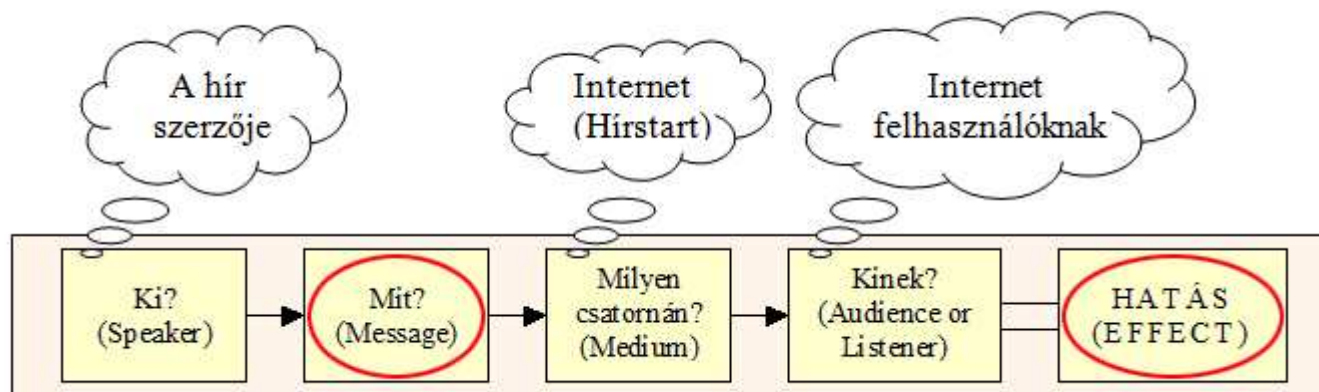 A hír
szerzője
Internet
(Hírstart)
Internet
felhasználóknak
Ki?
(Speaker)
Mit?
(Message)
Milyen
csatornán?
(Medium)
Kinek?
(Audience or
Listener)
HATÁS
(EFFECT)